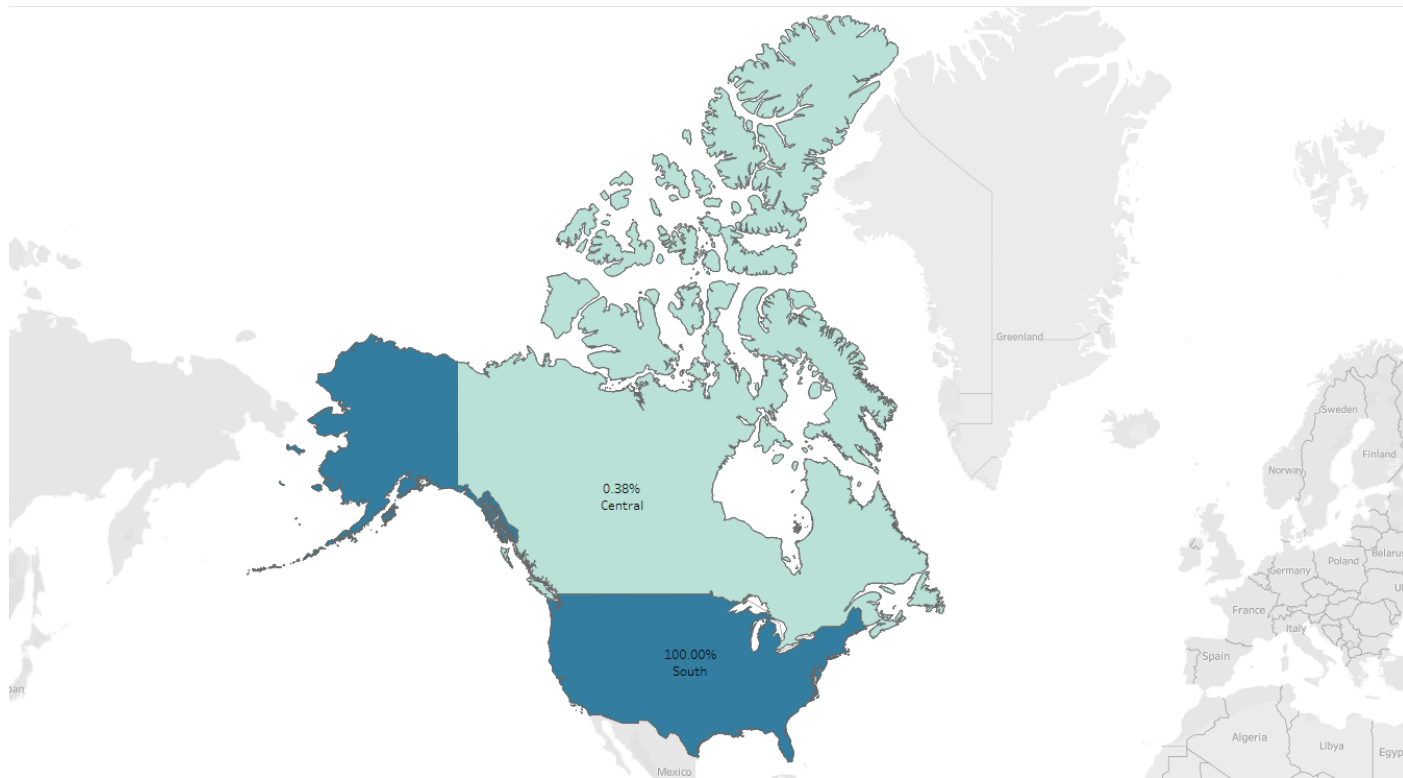 Greenland
Sweden
Finland
Norway
0.38%
Central
Poland
Belarus
Germany
France
Italy
100.00%
South
Spain
Algeria
Libya
Egyp
Mexico